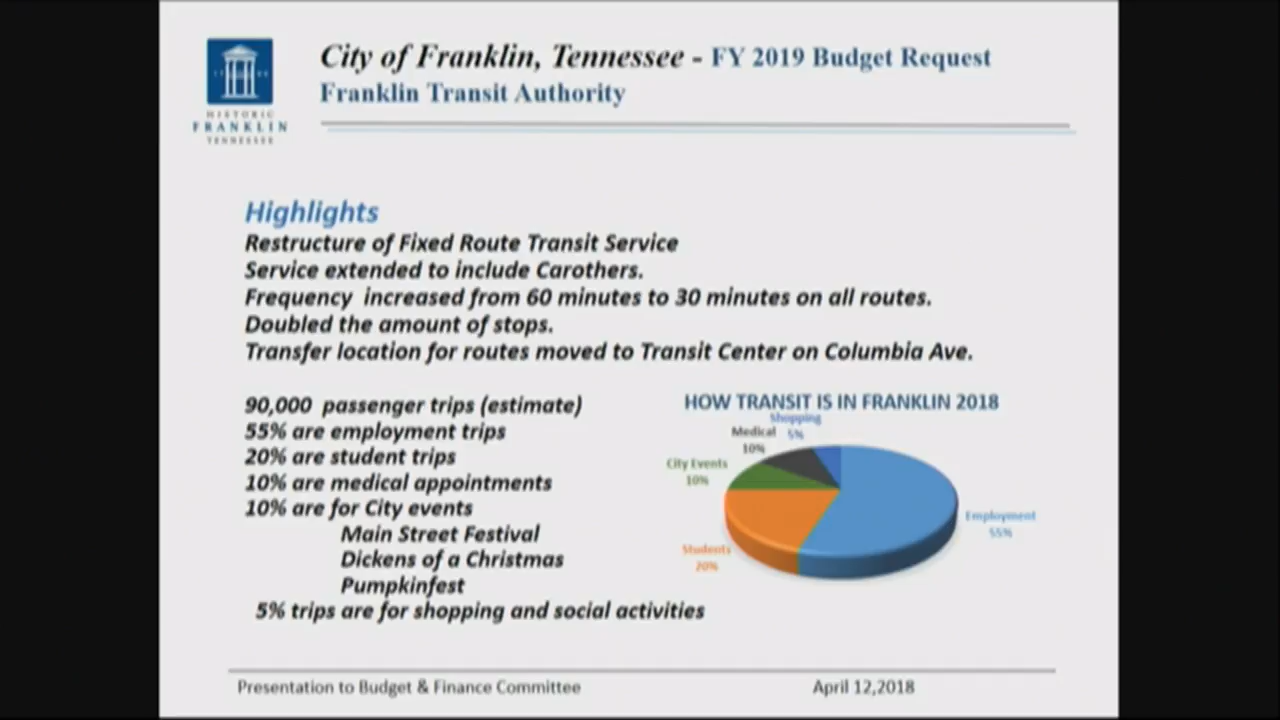 City of Franklin, Tennessee - FY 2019 Budget Request
Franklin Transit Authority
HISTORIC
FRANKLIN
TENNESSEE
Highlights
Restructure of Fixed Route Transit Service
Service extended to include Carothers.
Frequency increased from 60 minutes to 30 minutes on all routes.
Doubled the amount of stops.
Transfer location for routes moved to Transit Center on Columbia Ave.
90,000 passenger trips (estimate)
55% are employment trips
20% are student trips
10% are medical appointments
10% are for City events
Main Street Festival
Dickens of a Christmas
Pumpkinfest
5% trips are for shopping and social activities
HOW TRANSIT IS IN FRANKLIN 2018
Shopping
5%
Medical
10%
City Events
10%
Students
20%
Employment
55%
Presentation to Budget & Finance Committee
April 12,2018